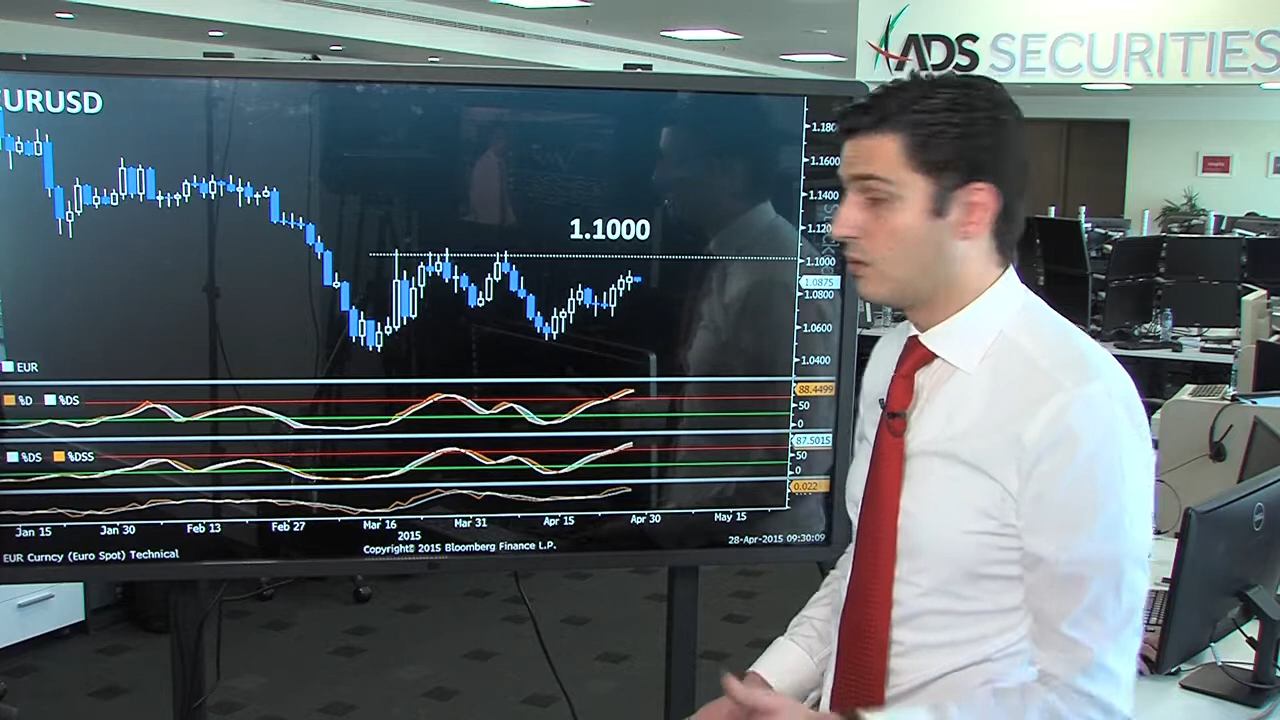 ADS SECURITIES
EURUSD
1.1000
1.1800
1.1600
1.1400
1.1200
1.1000
1.0875
1.0800
1.0600
1.0400
EUR
%D %DS
88.4499
50
0
%DS %DSS
87.5015
50
0
0.022
Jan 15 Jan 30 Feb 13 Feb 27 Mar 16 Mar 31 Apr 15 Apr 30 May 15
2015
EUR Curncy (Euro Spot) Technical
Copyright© 2015 Bloomberg Finance L.P.
28-Apr-2015 09:30:09
DELL